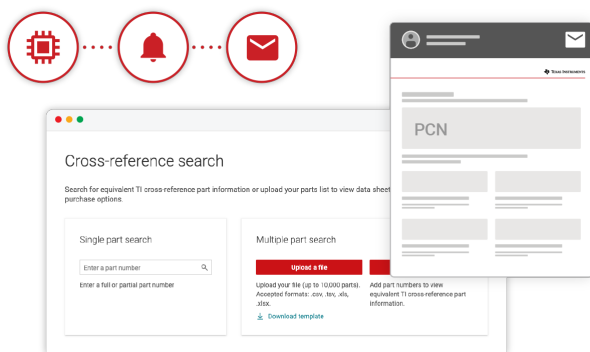 TEXAS INSTRUMENTS
PCN
Cross-reference search
Search for equivalent TI cross-reference part information or upload your parts list to view data sheet
purchase options
Single part search
Enter a part number
Enter a full or partial part number
Multiple part search
Upload a file
Upload your file (up to 10,000 parts).
Accepted formats: .csv, .tsv, .xls,
.xlsx.
Download template
Add part numbers to view
equivalent TI cross-reference part
information.